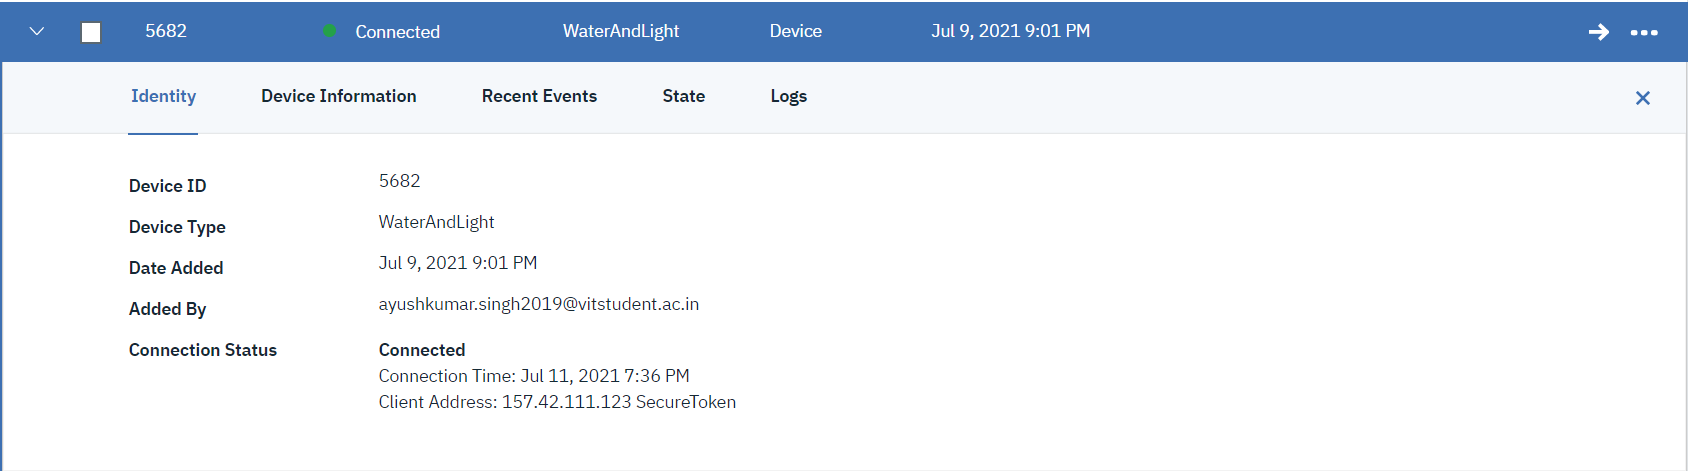 5682 Connected WaterAndLight Device Jul 9, 2021 9:01 PM
Identity Device Information Recent Events State Logs
Device ID 5682
Device Type WaterAndLight
Date Added Jul 9, 2021 9:01 PM
Added By ayushkumar.singh2019@vitstudent.ac.in
Connection Status Connected
Connection Time: Jul 11, 2021 7:36 PM
Client Address: 157.42.111.123 SecureToken